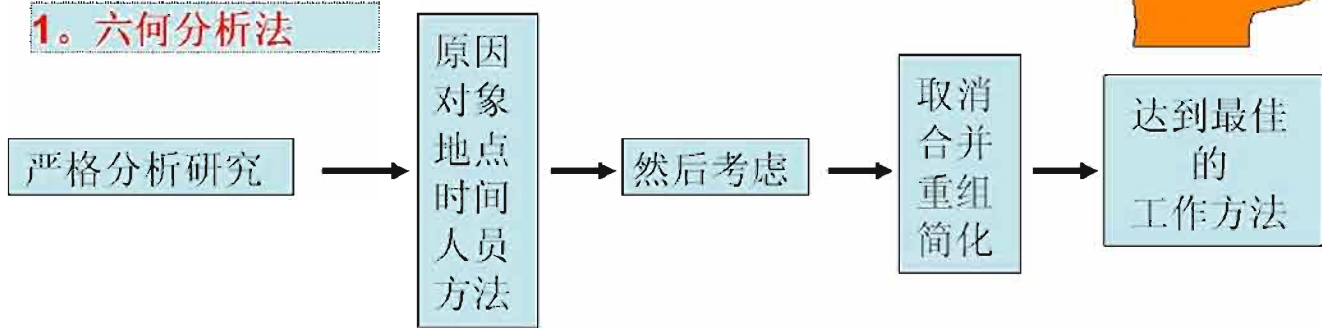 1。六何分析法
严格分析研究
原因
对象
地点
时间
人员
方法
然后考虑
取消
合并
重组
简化
达到最佳
的
工作方法